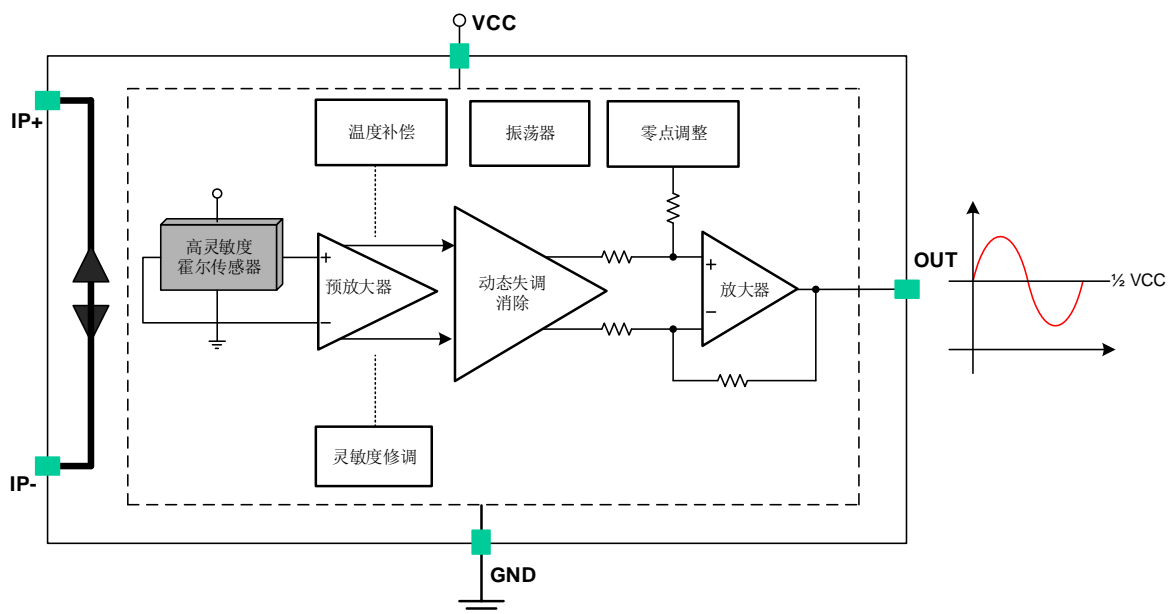 VCC
IP+
温度补偿
振荡器
零点调整
高灵敏度
霍尔传感器
+
预放大器
−
动态失调
消除
+
放大器
−
OUT
½ VCC
灵敏度修调
IP-
GND